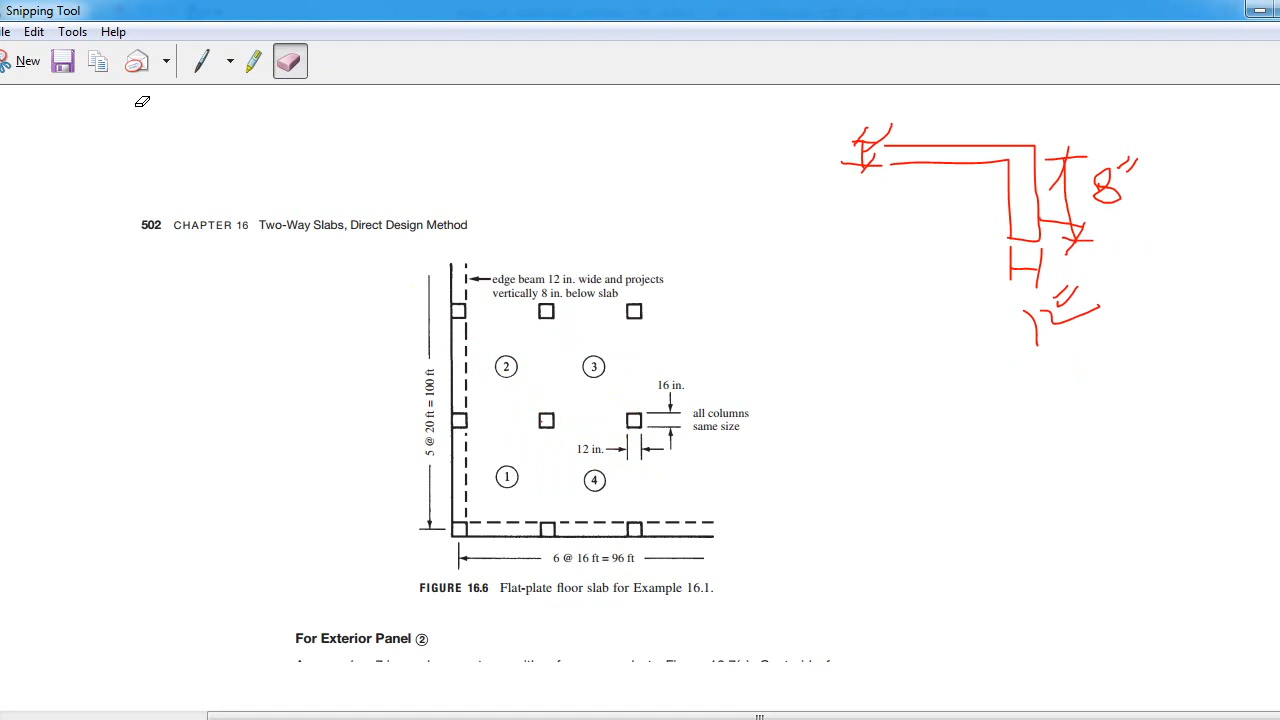 Snipping Tool
le Edit Tools Help
New
8"
12"
502 CHAPTER 16 Two-Way Slabs, Direct Design Method
edge beam 12 in. wide and projects
vertically 8 in. below slab
2
3
16 in.
all columns
same size
12 in.
5 @ 20 ft = 100 ft
1
4
6 @ 16 ft = 96 ft
FIGURE 16.6 Flat-plate floor slab for Example 16.1.
For Exterior Panel 2